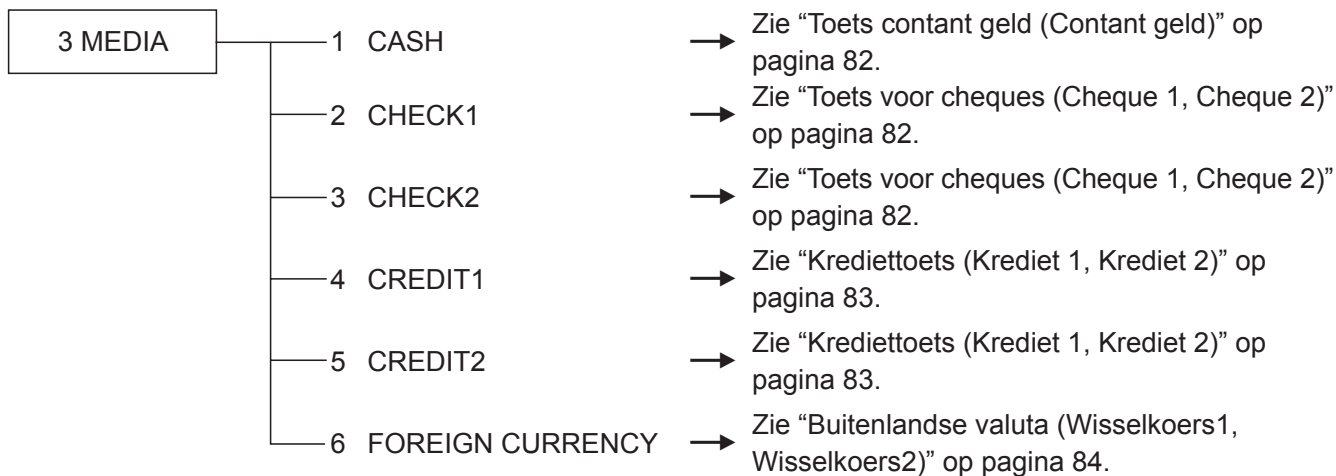 3 MEDIA
1 CASH
Zie “Toets contant geld (Contant geld)” op
pagina 82.
2 CHECK1
Zie “Toets voor cheques (Cheque 1, Cheque 2)”
op pagina 82.
3 CHECK2
Zie “Toets voor cheques (Cheque 1, Cheque 2)”
op pagina 82.
4 CREDIT1
Zie “Krediettoets (Krediet 1, Krediet 2)” op
pagina 83.
5 CREDIT2
Zie “Krediettoets (Krediet 1, Krediet 2)” op
pagina 83.
6 FOREIGN CURRENCY
Zie “Buitenlandse valuta (Wisselkoers1,
Wisselkoers2)” op pagina 84.